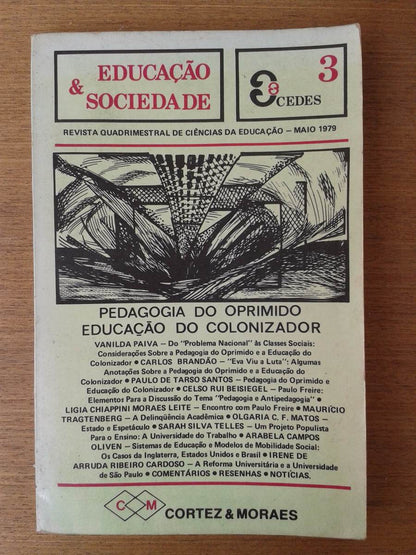 EDUCAÇÃO
& SOCIEDADE
3
CEDES
REVISTA QUADRIMESTRAL DE CIÊNCIAS DA EDUCAÇÃO – MAIO 1979
PEDAGOGIA DO OPRIMIDO
EDUCAÇÃO DO COLONIZADOR
VANILDA PAIVA – Do "Problema Nacional" às Classes Sociais:
Considerações Sobre a Pedagogia do Oprimido e a Educação do
Colonizador • CARLOS BRANDÃO – "Eva Viu a Luta": Algumas
Anotações Sobre a Pedagogia do Oprimido e a Educação do
Colonizador • PAULO DE TARSO SANTOS – Pedagogia do Oprimido e
Educação do Colonizador • CELSO RUI BEISIEGEL – Paulo Freire:
Elementos Para a Discussão do Tema "Pedagogia e Antipedagogia" •
LIGIA CHIAPPINI MORAES LEITE – Encontro com Paulo Freire • MAURÍCIO
TRAGTENBERG – A Delinqüência Acadêmica • OLGARIA C. F. MATOS –
Estado e Espetáculo • SARAH SILVA TELLES – Um Projeto Populista
Para o Ensino: A Universidade do Trabalho • ARABELA CAMPOS
OLIVEN – Sistemas de Educação e Modelos de Mobilidade Social:
Os Casos da Inglaterra, Estados Unidos e Brasil • IRENE DE
ARRUDA RIBEIRO CARDOSO – A Reforma Universitária e a Universidade
de São Paulo • COMENTÁRIOS • RESENHAS • NOTÍCIAS.
C M CORTEZ & MORAES